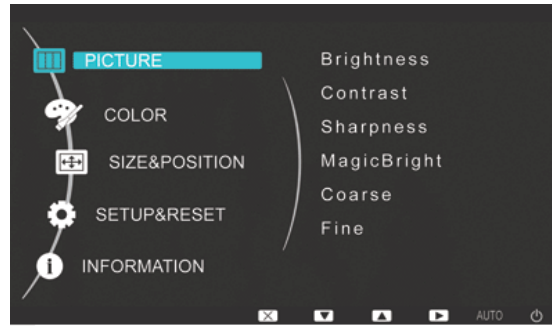 PICTURE
COLOR
SIZE&POSITION
SETUP&RESET
INFORMATION
Brightness
Contrast
Sharpness
MagicBright
Coarse
Fine
AUTO